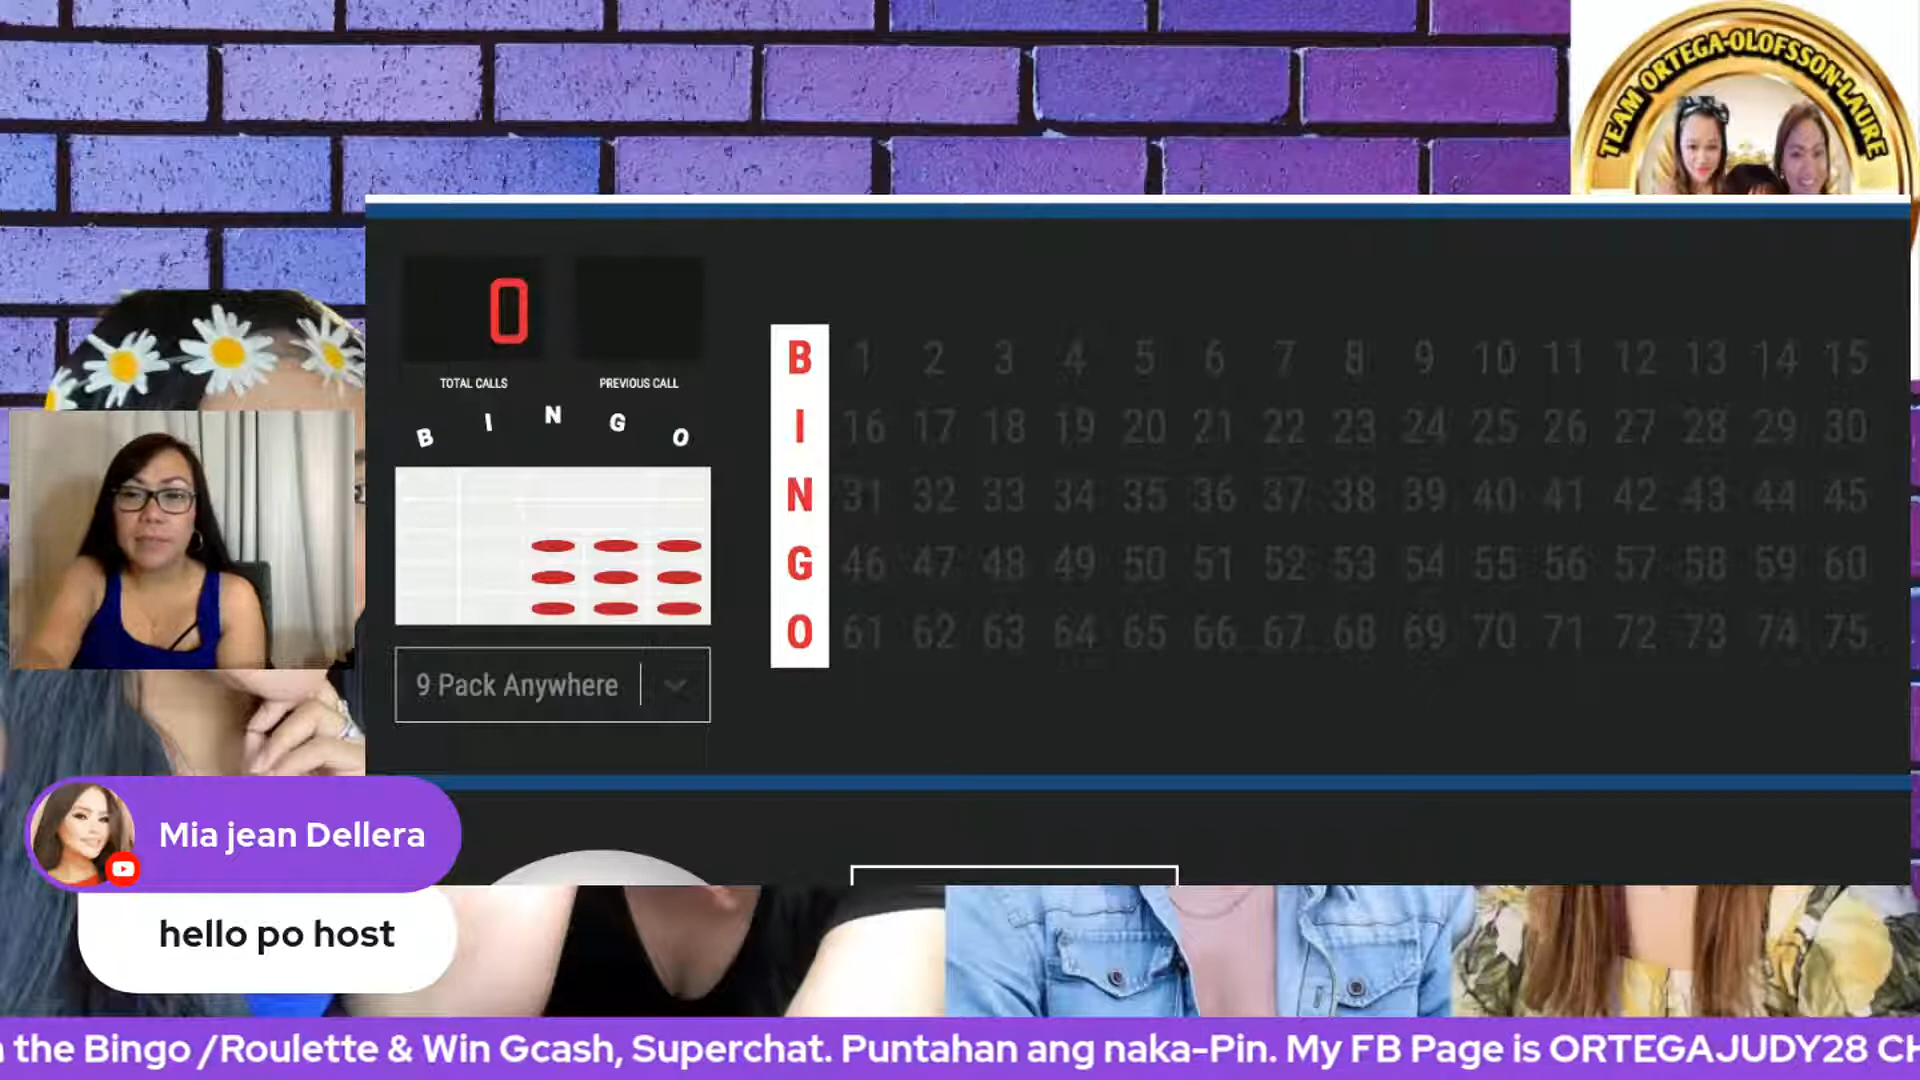 TEAM ORTEGA-OLOFSSON-LAURE
0
TOTAL CALLS
PREVIOUS CALL
B I N G O
9 Pack Anywhere
B 1 2 3 4 5 6 7 8 9 10 11 12 13 14 15
I 16 17 18 19 20 21 22 23 24 25 26 27 28 29 30
N 31 32 33 34 35 36 37 38 39 40 41 42 43 44 45
G 46 47 48 49 50 51 52 53 54 55 56 57 58 59 60
O 61 62 63 64 65 66 67 68 69 70 71 72 73 74 75
Mia jean Dellera
hello po host
the Bingo /Roulette & Win Gcash, Superchat. Puntahan ang naka-Pin. My FB Page is ORTEGAJUDY28